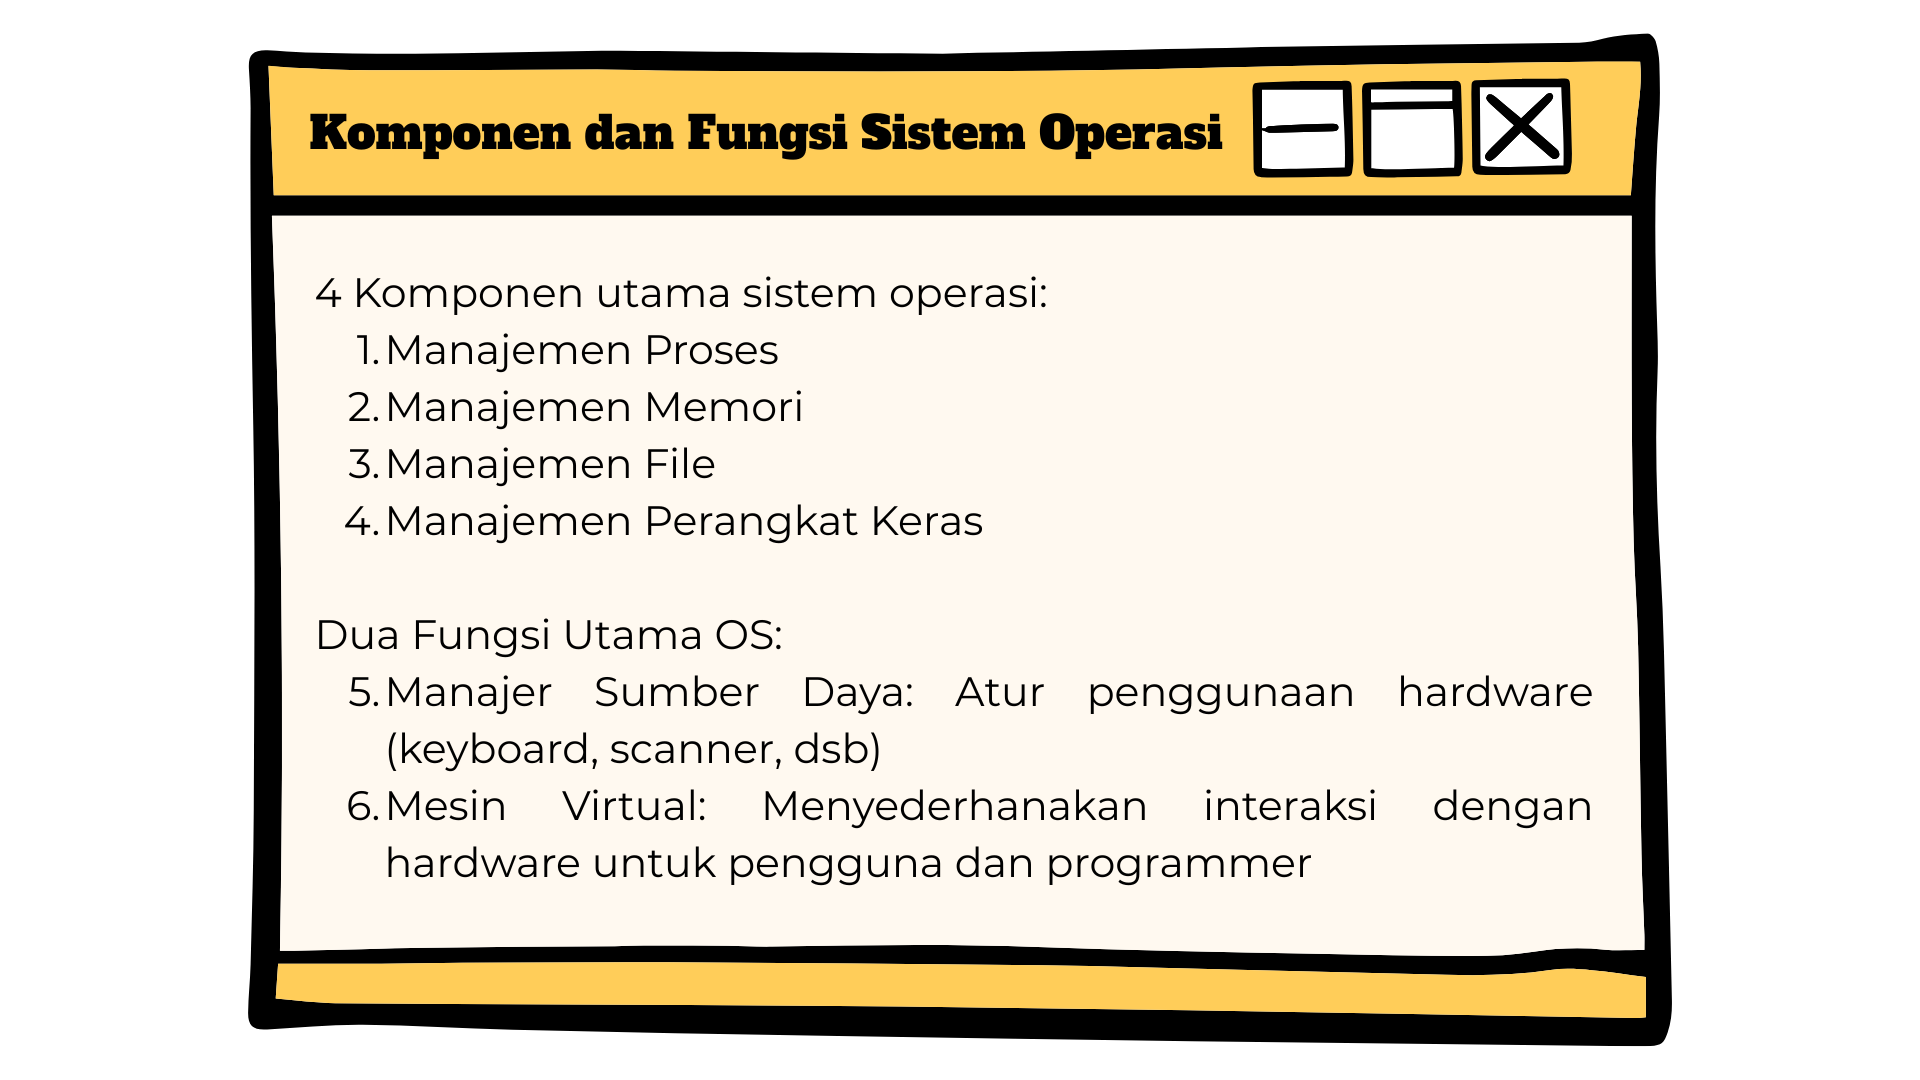 Komponen dan Fungsi Sistem Operasi
4 Komponen utama sistem operasi:
1. Manajemen Proses
2. Manajemen Memori
3. Manajemen File
4. Manajemen Perangkat Keras
Dua Fungsi Utama OS:
5. Manajer Sumber Daya: Atur penggunaan hardware
(keyboard, scanner, dsb)
6. Mesin Virtual: Menyederhanakan interaksi dengan
hardware untuk pengguna dan programmer